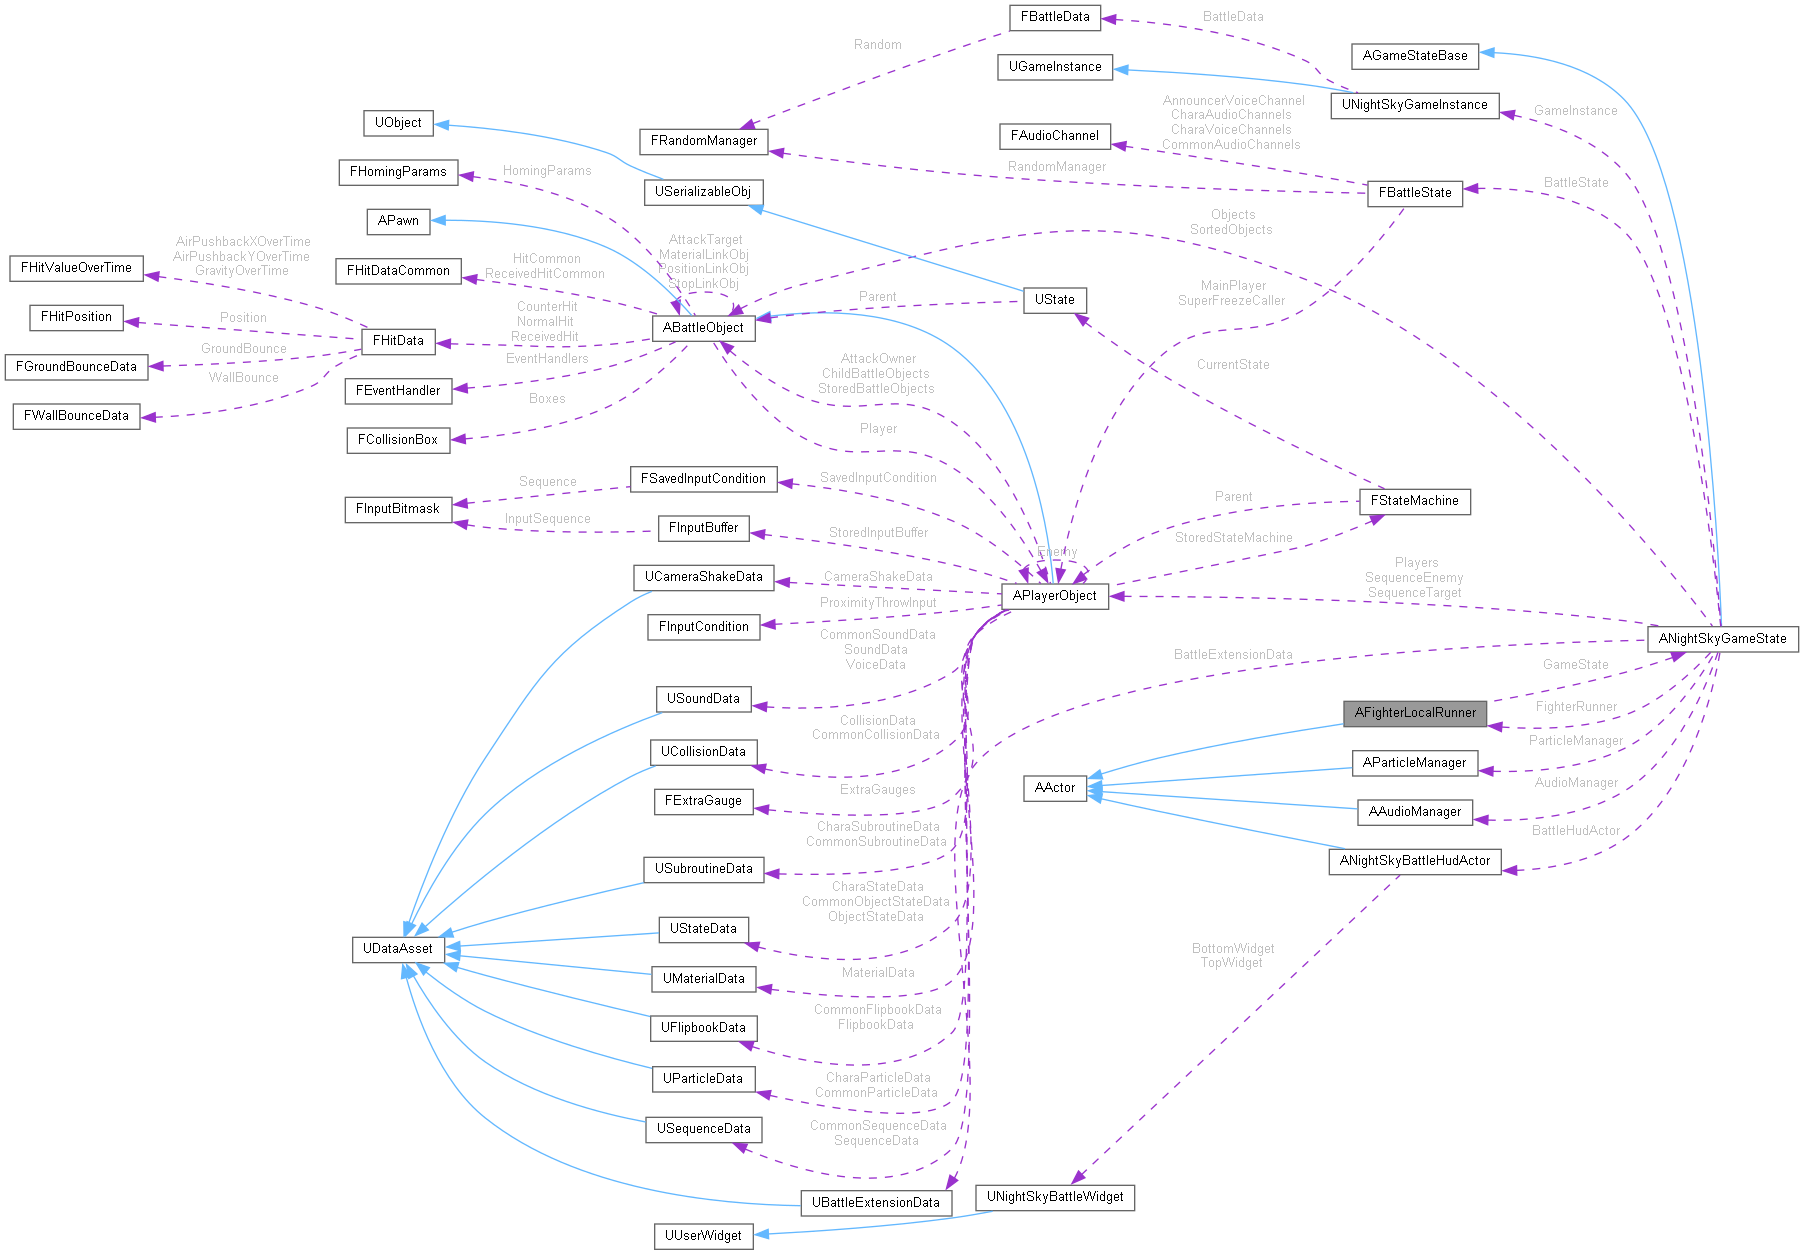 FBattleData
BattleData
Random
AGameStateBase
UGameInstance
UNightSkyGameInstance
GameInstance
AnnouncerVoiceChannel
CharaAudioChannels
CharaVoiceChannels
CommonAudioChannels
UObject
FRandomManager
FAudioChannel
RandomManager
FHomingParams
HomingParams
USerializableObj
FBattleState
BattleState
APawn
Objects
SortedObjects
AirPushbackXOverTime
AirPushbackYOverTime
GravityOverTime
FHitValueOverTime
FHitDataCommon
HitCommon
ReceivedHitCommon
AttackTarget
MaterialLinkObj
PositionLinkObj
StopLinkObj
MainPlayer
SuperFreezeCaller
Parent
UState
FHitPosition
Position
CounterHit
NormalHit
ReceivedHit
ABattleObject
FHitData
GroundBounce
FGroundBounceData
WallBounce
EventHandlers
AttackOwner
ChildBattleObjects
StoredBattleObjects
CurrentState
FEventHandler
Boxes
FWallBounceData
Player
FCollisionBox
FSavedInputCondition
SavedInputCondition
Sequence
FInputBitmask
InputSequence
FInputBuffer
StoredInputBuffer
Parent
FStateMachine
StoredStateMachine
Enemy
UCameraShakeData
CameraShakeData
APlayerObject
Players
SequenceEnemy
SequenceTarget
ProximityThrowInput
FInputCondition
CommonSoundData
SoundData
VoiceData
BattleExtensionData
ANightSkyGameState
GameState
USoundData
AFighterLocalRunner
FighterRunner
CollisionData
CommonCollisionData
UCollisionData
ParticleManager
AParticleManager
AActor
ExtraGauges
FExtraGauge
AudioManager
AAudioManager
CharaSubroutineData
CommonSubroutineData
BattleHudActor
USubroutineData
ANightSkyBattleHudActor
CharaStateData
CommonObjectStateData
ObjectStateData
UStateData
UDataAsset
BottomWidget
TopWidget
UMaterialData
MaterialData
CommonFlipbookData
FlipbookData
UFlipbookData
CharaParticleData
CommonParticleData
UParticleData
CommonSequenceData
SequenceData
USequenceData
UBattleExtensionData
UNightSkyBattleWidget
UUserWidget